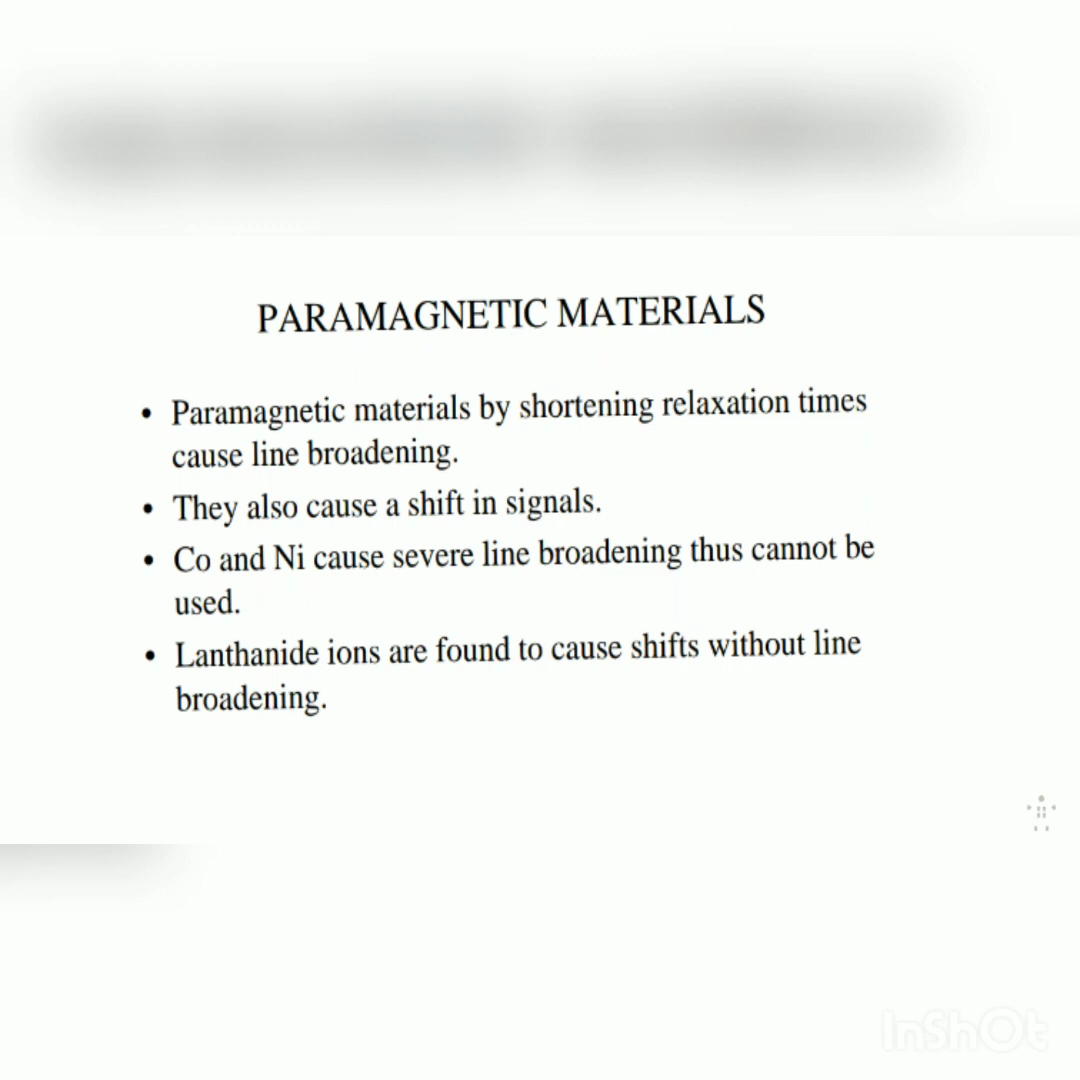 PARAMAGNETIC MATERIALS
• Paramagnetic materials by shortening relaxation times
cause line broadening.
• They also cause a shift in signals.
• Co and Ni cause severe line broadening thus cannot be
used.
• Lanthanide ions are found to cause shifts without line
broadening.
InShOt